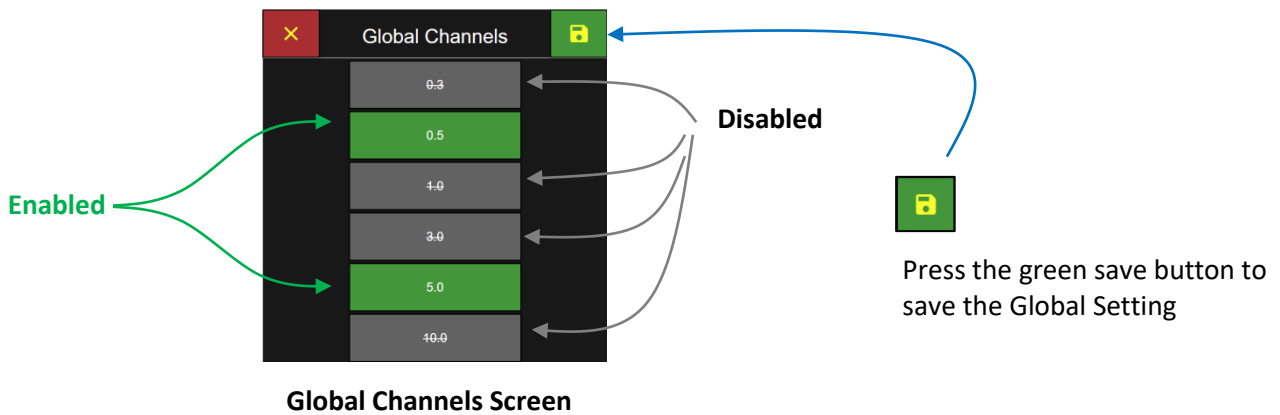 Global Channels
0.3
0.5
Disabled
1.0
Enabled
3.0
5.0
Press the green save button to
save the Global Setting
10.0
Global Channels Screen